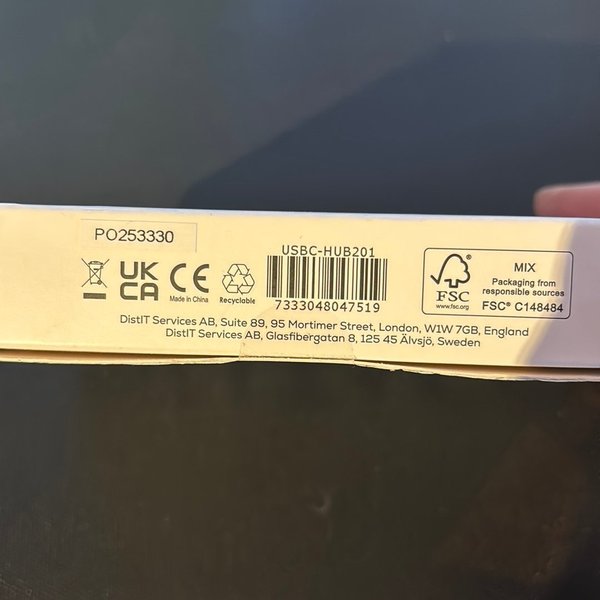 PO253330
USBC-HUB201
UK
CA
CE
Made in China
Recyclable
7333048047519
FSC
www.fsc.org
MIX
Packaging from
responsible sources
FSC® C148484
DistIT Services AB, Suite 89, 95 Mortimer Street, London, W1W 7GB, England
DistIT Services AB, Glasfibergatan 8, 125 45 Älvsjö, Sweden